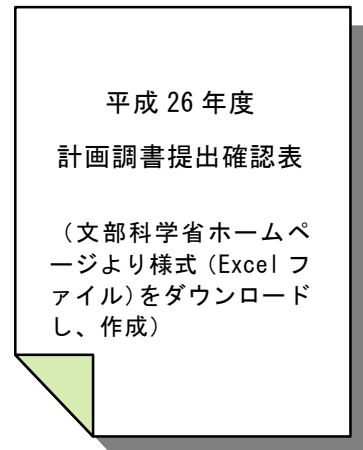 平成 26 年度
計画調書提出確認表
（文部科学省ホームペ
ージより様式（Excel フ
ァイル）をダウンロード
し、作成）